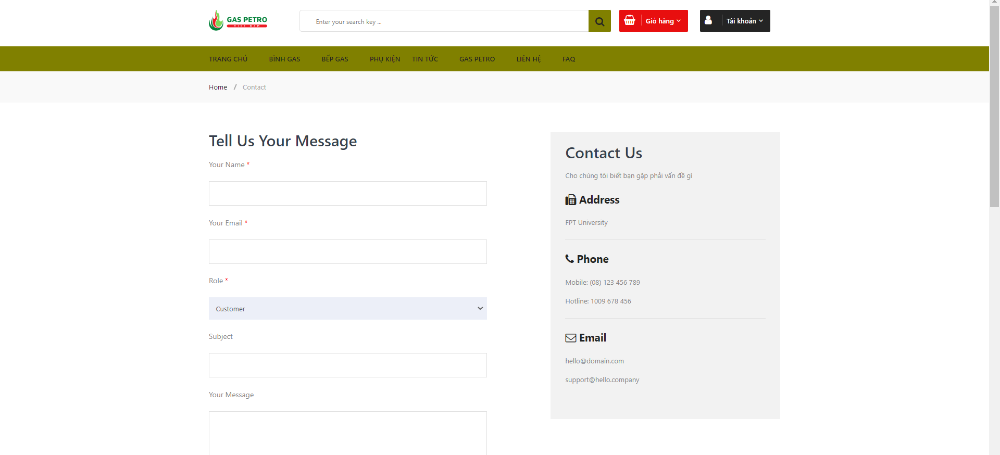 GAS PETRO
VIET NAM
Enter your search key ...
Giỏ hàng
Tài khoản
TRANG CHỦ BÌNH GAS BẾP GAS PHỤ KIỆN TIN TỨC GAS PETRO LIÊN HỆ FAQ
Home / Contact
Tell Us Your Message
Your Name *
Your Email *
Role *
Customer
Subject
Your Message
Contact Us
Cho chúng tôi biết bạn gặp phải vấn đề gì
Address
FPT University
Phone
Mobile: (08) 123 456 789
Hotline: 1009 678 456
Email
hello@domain.com
support@hello.company